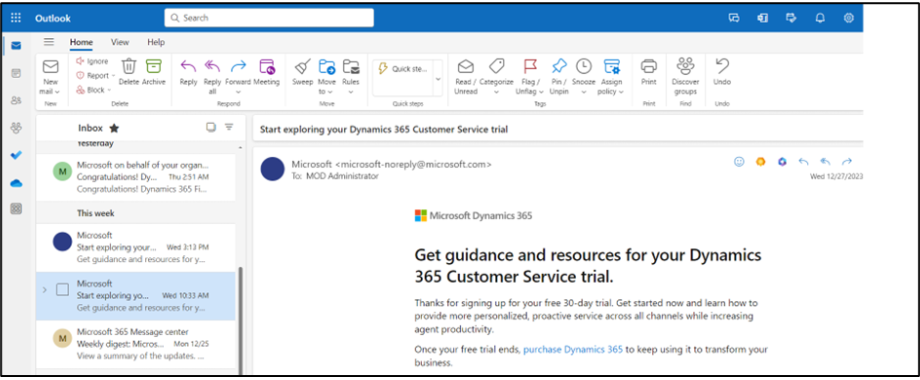 Outlook
Search
Home View Help
New mail
Ignore
Report
Block
Delete Archive
Reply Reply all Forward Meeting
Sweep Move to Rules
Quick ste...
Read / Unread Categorize Flag / Unflag Pin / Unpin Snooze Assign policy
Print Discover groups Undo
New Delete Respond Move Quick steps Tags Print Find Undo
Inbox
Yesterday
M
Microsoft on behalf of your organ...
Congratulations! Dy... Thu 2:51 AM
Congratulations! Dynamics 365 Fi...
This week
Microsoft
Start exploring your... Wed 3:13 PM
Get guidance and resources for y...
Microsoft
Start exploring yo... Wed 10:33 AM
Get guidance and resources for y...
M
Microsoft 365 Message center
Weekly digest: Micros... Mon 12/25
View a summary of the updates. ...
Start exploring your Dynamics 365 Customer Service trial
Microsoft <microsoft-noreply@microsoft.com>
To: MOD Administrator
Wed 12/27/2023
Microsoft Dynamics 365
Get guidance and resources for your Dynamics
365 Customer Service trial.
Thanks for signing up for your free 30-day trial. Get started now and learn how to
provide more personalized, proactive service across all channels while increasing
agent productivity.
Once your free trial ends, purchase Dynamics 365 to keep using it to transform your
business.